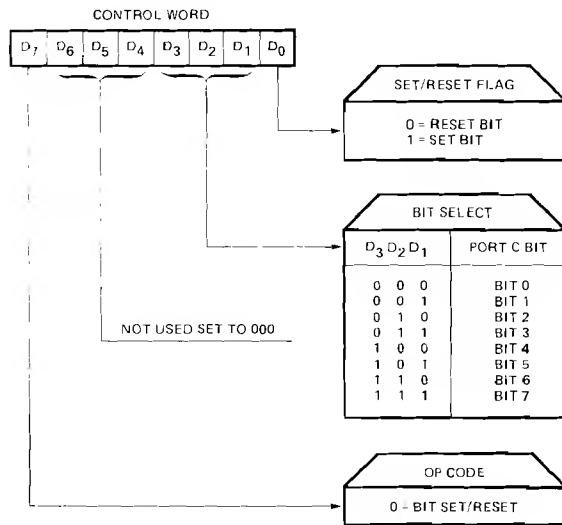 CONTROL WORD
D7 D6 D5 D4 D3 D2 D1 D0
SET/RESET FLAG
0 = RESET BIT
1 = SET BIT
BIT SELECT
D3 D2 D1 PORT C BIT
0 0 0 BIT 0
0 0 1 BIT 1
0 1 0 BIT 2
0 1 1 BIT 3
1 0 0 BIT 4
1 0 1 BIT 5
1 1 0 BIT 6
1 1 1 BIT 7
NOT USED SET TO 000
OP CODE
0 = BIT SET/RESET